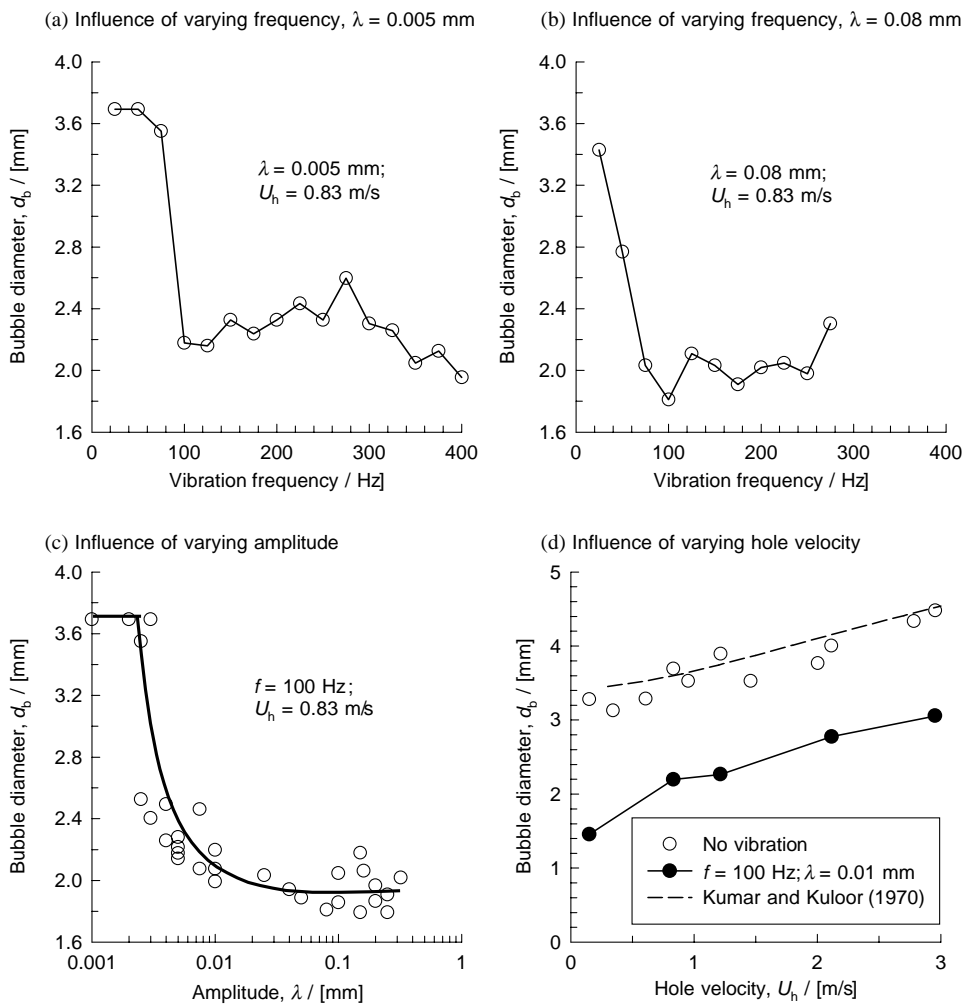 (a) Influence of varying frequency, λ = 0.005 mm
4.0
3.6
3.2
2.8
2.4
2.0
1.6
Bubble diameter, d_b / [mm]
λ = 0.005 mm;
U_h = 0.83 m/s
0 100 200 300 400
Vibration frequency / Hz]
(b) Influence of varying frequency, λ = 0.08 mm
4.0
3.6
3.2
2.8
2.4
2.0
1.6
Bubble diameter, d_b / [mm]
λ = 0.08 mm;
U_h = 0.83 m/s
0 100 200 300 400
Vibration frequency / Hz]
(c) Influence of varying amplitude
4.0
3.6
3.2
2.8
2.4
2.0
1.6
Bubble diameter, d_b / [mm]
f = 100 Hz;
U_h = 0.83 m/s
0.001 0.01 0.1 1
Amplitude, λ / [mm]
(d) Influence of varying hole velocity
5
4
3
2
1
0
Bubble diameter, d_b / [mm]
No vibration
f = 100 Hz; λ = 0.01 mm
Kumar and Kuloor (1970)
0 1 2 3
Hole velocity, U_h / [m/s]